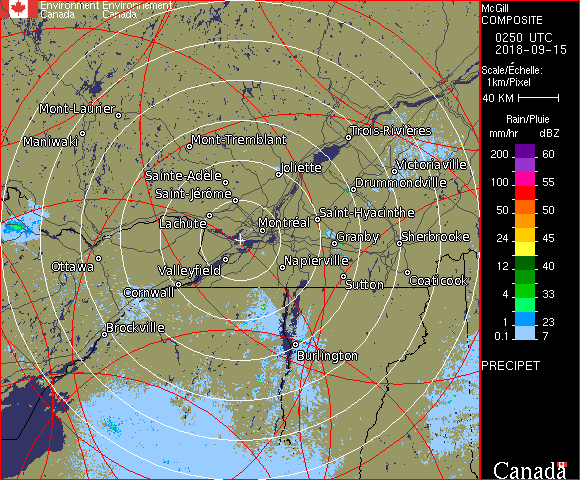 Environment Environnement
Canada Canada
McGill
COMPOSITE
0250 UTC
2018-09-15
Scale/Échelle:
1km/Pixel
40 KM
Rain/Pluie
mm/hr dBZ
200 60
100 55
50 50
24 45
12 40
4 33
1 23
0.1 7
PRECIPET
Canada
Mont-Laurier
Maniwaki
Mont-Tremblant
Trois-Rivières
Sainte-Adèle
Joliette
Victoriaville
Saint-Jérôme
Drummondville
Lachute
Montréal
Saint-Hyacinthe
Granby
Sherbrooke
Ottawa
Valleyfield
Napierville
Cornwall
Sutton
Coaticook
Brockville
Burlington